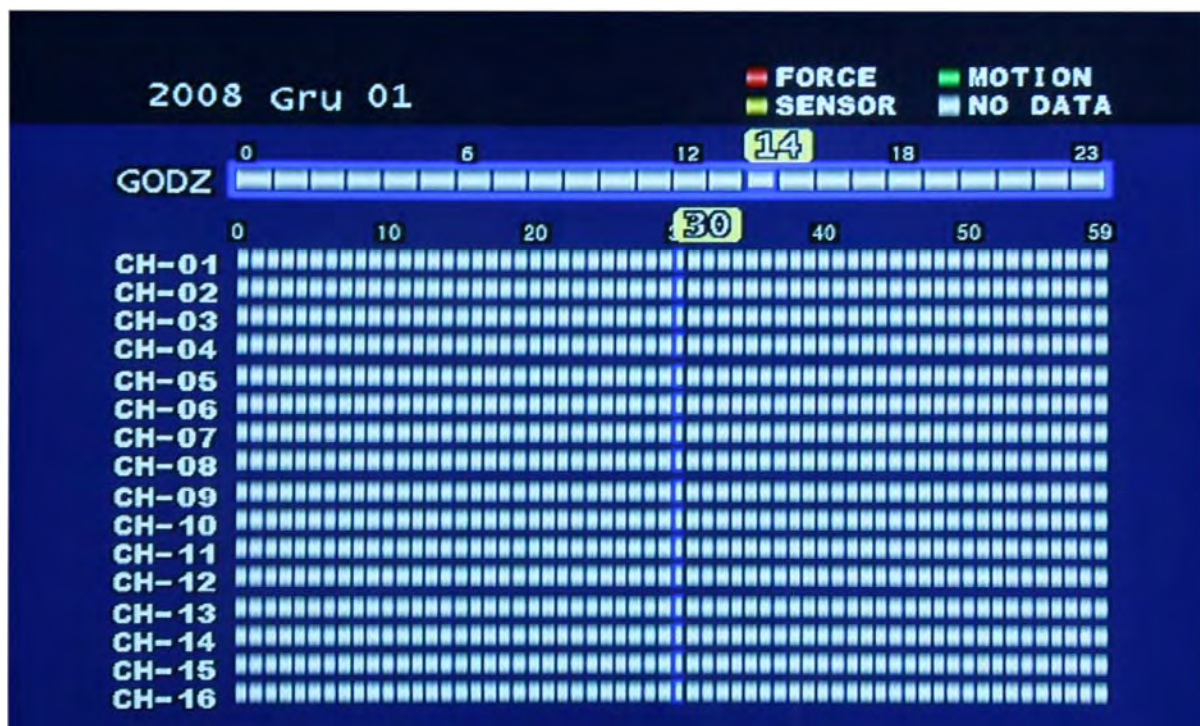 2008 Gru 01
FORCE MOTION
SENSOR NO DATA
0 6 12 14 18 23
GODZ
0 10 20 30 40 50 59
CH-01
CH-02
CH-03
CH-04
CH-05
CH-06
CH-07
CH-08
CH-09
CH-10
CH-11
CH-12
CH-13
CH-14
CH-15
CH-16